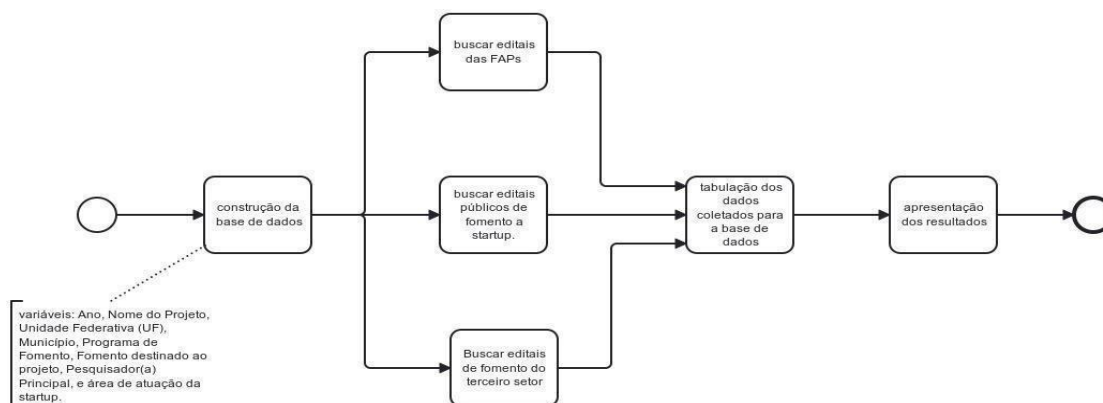 buscar editais
das FAPs
construção da
base de dados
buscar editais
públicos de
fomento a
startup.
tabulação dos
dados
coletados para
a base de
dados
apresentação
dos resultados
variáveis: Ano, Nome do Projeto,
Unidade Federativa (UF),
Município, Programa de
Fomento, Fomento destinado ao
projeto, Pesquisador(a)
Principal, e área de atuação da
startup.
Buscar editais
de fomento do
terceiro setor